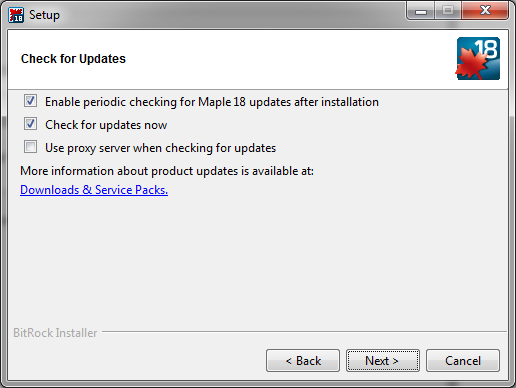 18 Setup
Check for Updates
18
Enable periodic checking for Maple 18 updates after installation
Check for updates now
Use proxy server when checking for updates
More information about product updates is available at:
Downloads & Service Packs.
BitRock Installer
< Back Next > Cancel